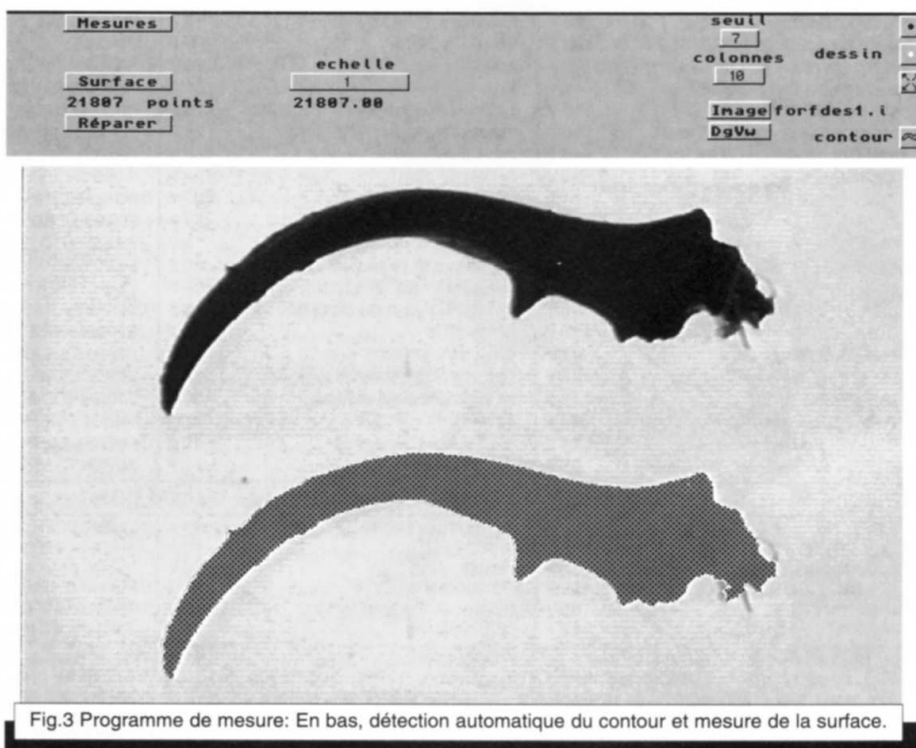 Mesures
seuil
7
dessin
echelle
colonnes
Surface
1
10
21807 points
21807.00
Image forfdes1.i
Réparer
DgVw
contour
Fig.3 Programme de mesure: En bas, détection automatique du contour et mesure de la surface.